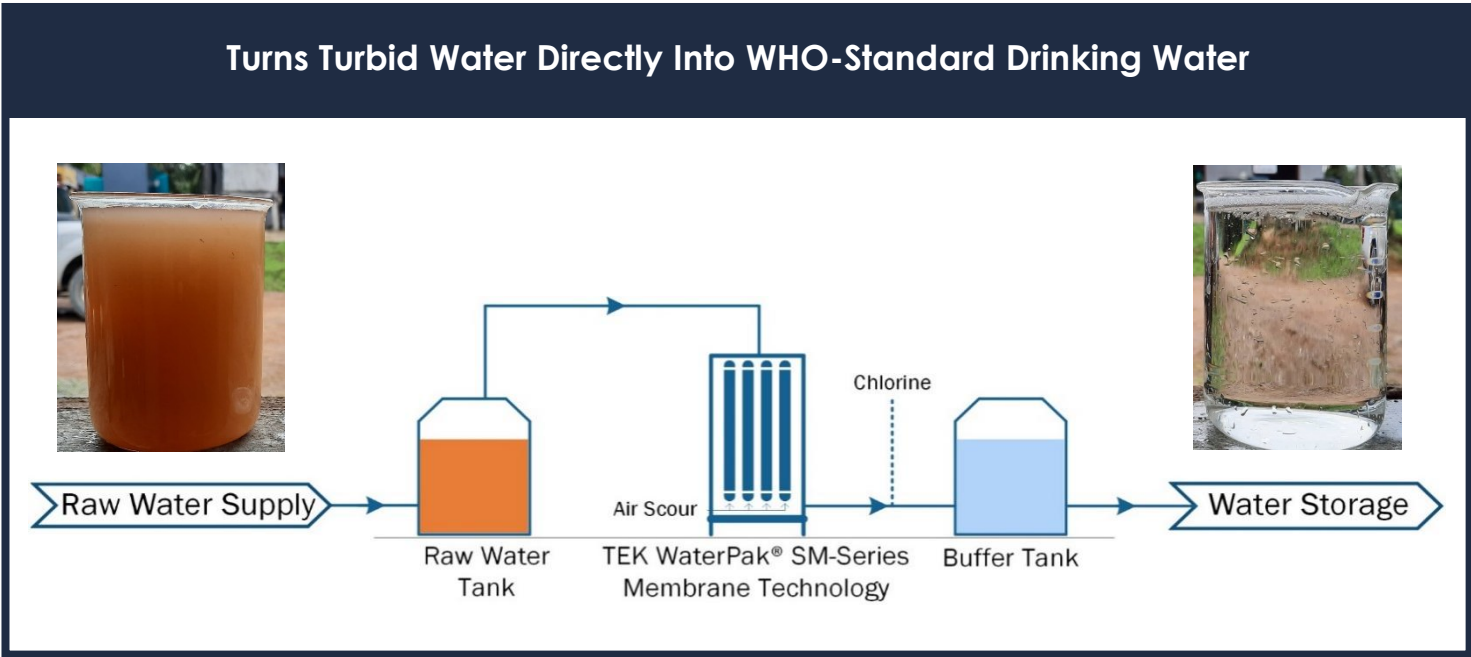 Turns Turbid Water Directly Into WHO-Standard Drinking Water
Chlorine
Raw Water Supply
Air Scour
Water Storage
Raw Water
Tank
TEK WaterPak® SM-Series
Membrane Technology
Buffer Tank